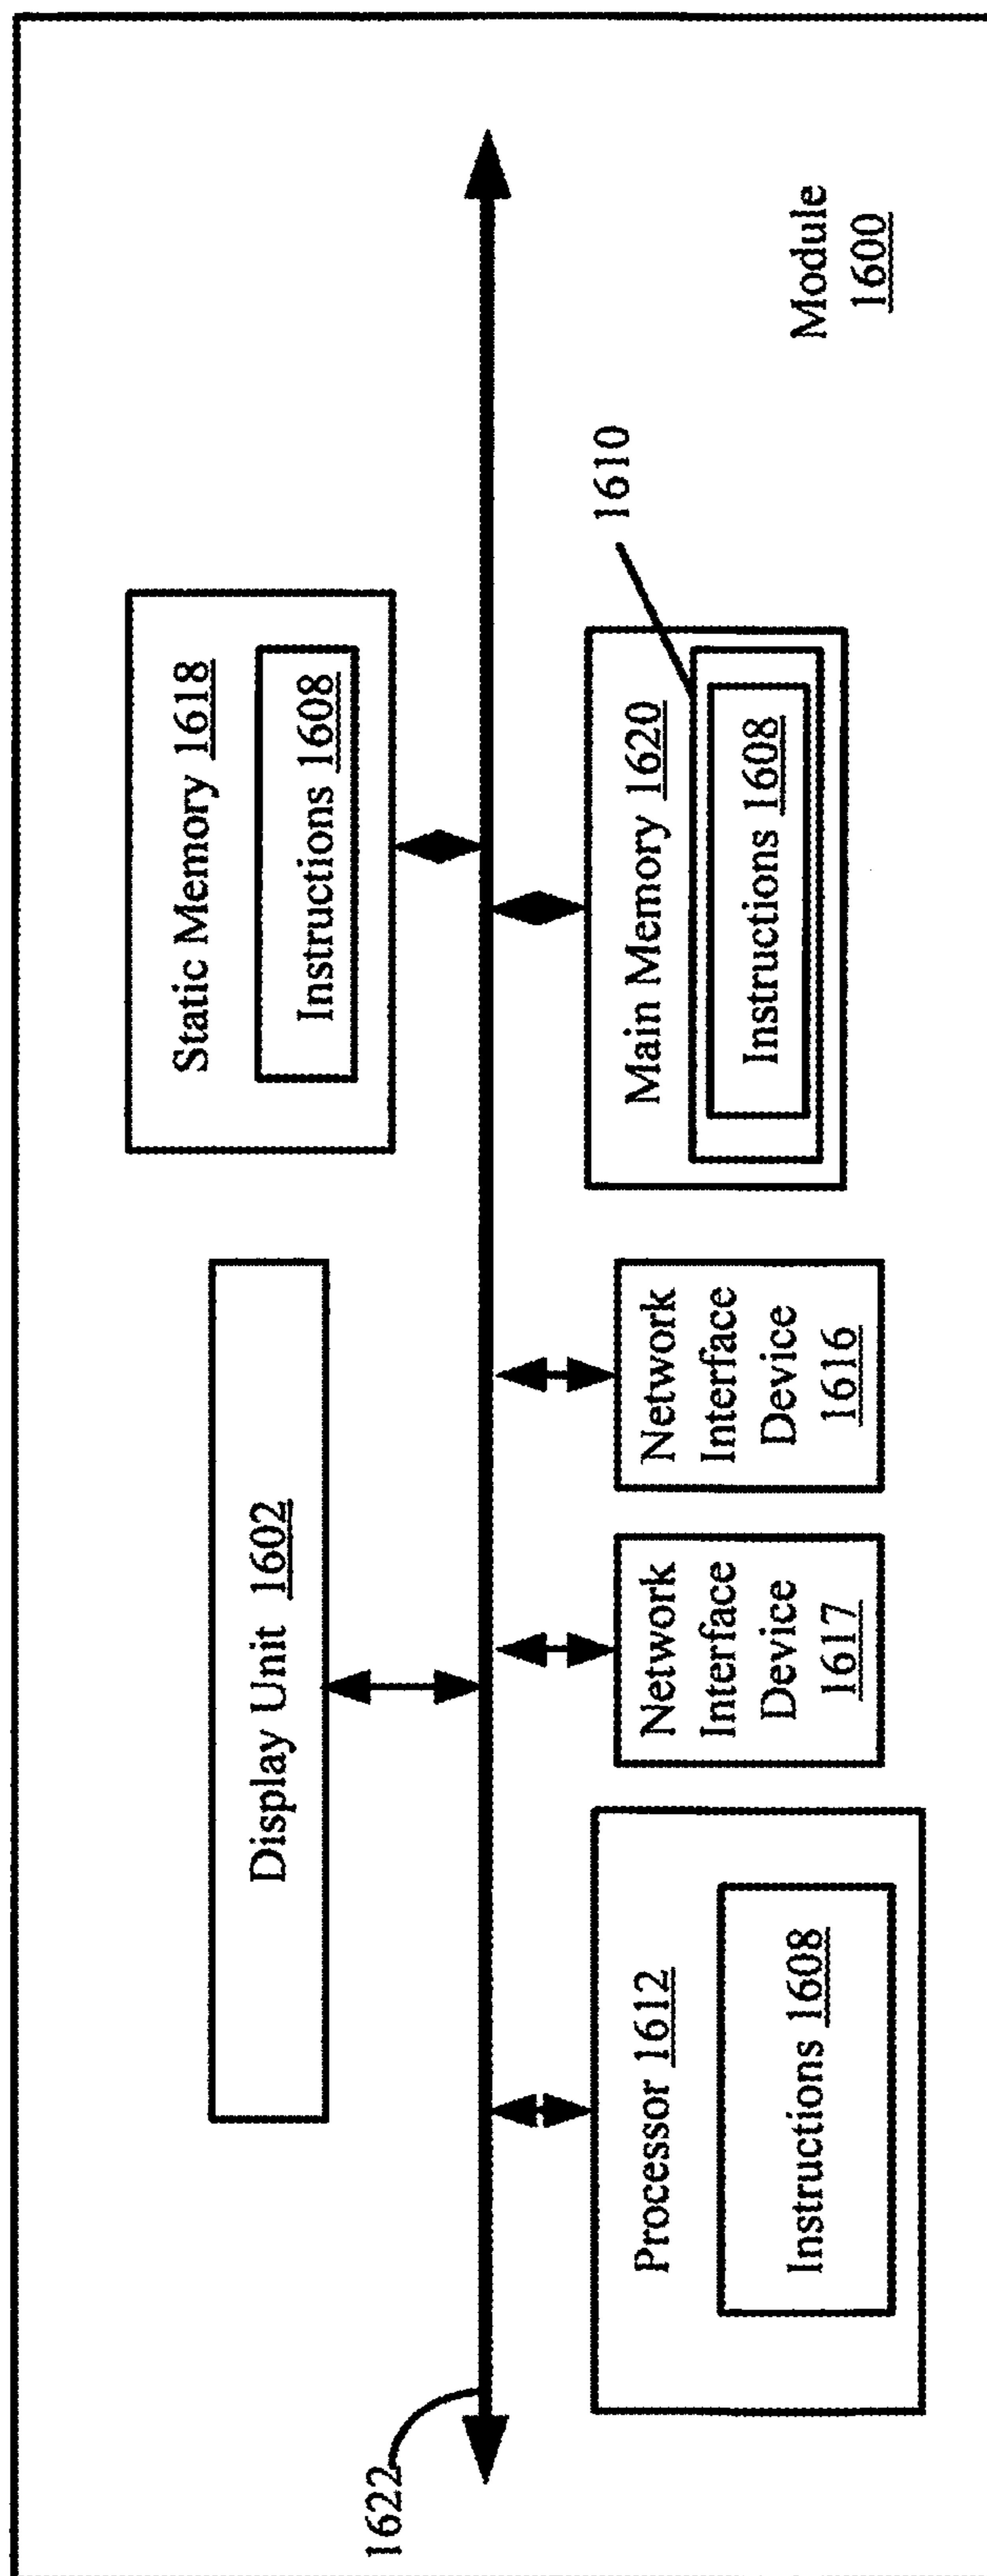 Display Unit 1602
Static Memory 1618
Instructions 1608
1622
Processor 1612
Instructions 1608
Network
Interface
Device
1617
Network
Interface
Device
1616
Main Memory 1620
Instructions 1608
1610
Module
1600